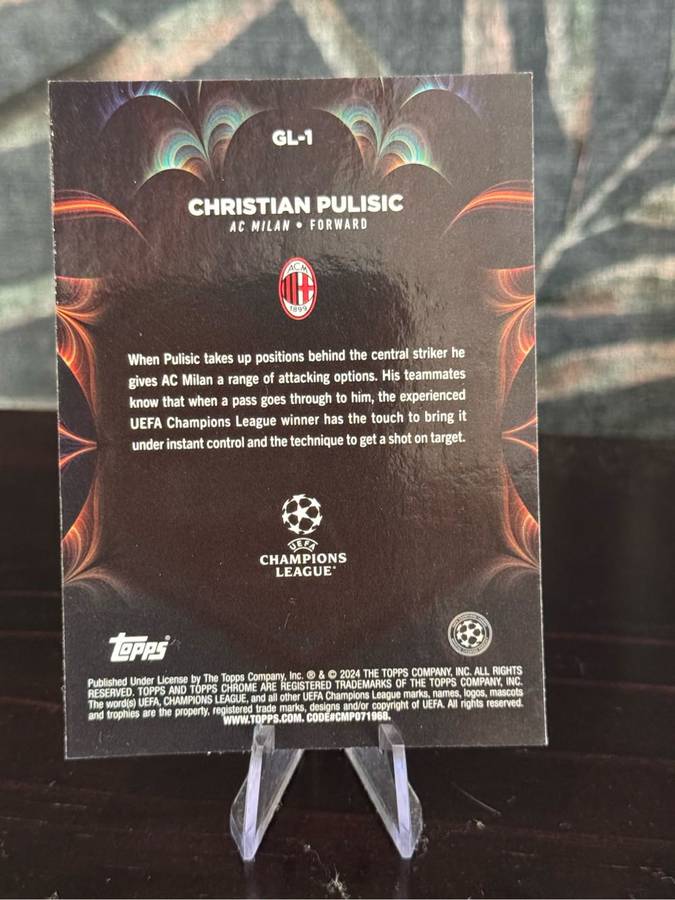 GL-1
CHRISTIAN PULISIC
AC MILAN • FORWARD
ACM
1899
When Pulisic takes up positions behind the central striker he
gives AC Milan a range of attacking options. His teammates
know that when a pass goes through to him, the experienced
UEFA Champions League winner has the touch to bring it
under instant control and the technique to get a shot on target.
UEFA
CHAMPIONS
LEAGUE®
Topps®
Published Under License by The Topps Company, Inc. ® & © 2024 THE TOPPS COMPANY, INC. ALL RIGHTS
RESERVED. TOPPS AND TOPPS CHROME ARE REGISTERED TRADEMARKS OF THE TOPPS COMPANY, INC.
The word(s) UEFA, CHAMPIONS LEAGUE, and all other UEFA Champions League marks, names, logos, mascots
and trophies are the property, registered trade marks, designs and/or copyright of UEFA. All rights reserved.
WWW.TOPPS.COM. CODE#CMP071968.